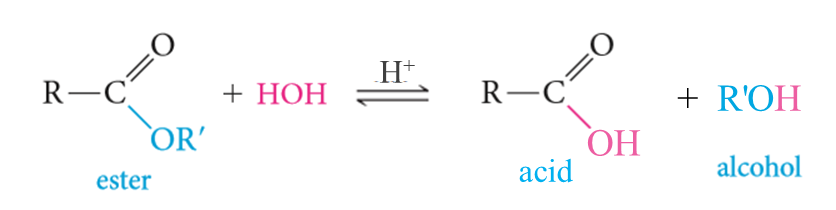 O O
R—C + HOH H⁺ R—C + R'OH
OR′ OH
ester acid alcohol